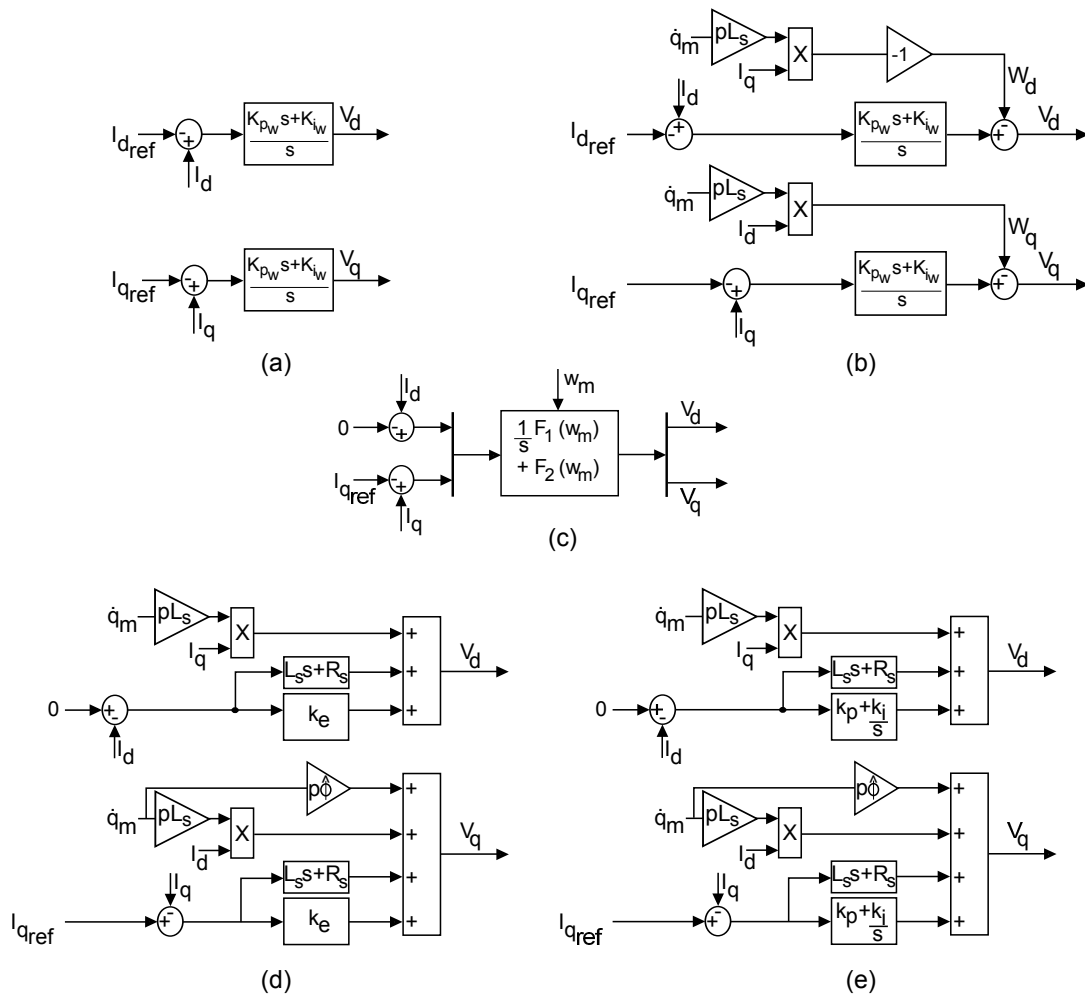 I_dref - + K_pw s+K_iw / s V_d
I_d
I_qref - + K_pw s+K_iw / s V_q
I_q
(a)
q̇_m pL_s X -1
I_q W_d
I_d
I_dref - + K_pw s+K_iw / s + - V_d
q̇_m pL_s X
I_d W_q
I_qref - + K_pw s+K_iw / s + - V_q
I_q
(b)
I_d w_m
0 - + 1/s F_1 (w_m) V_d
+ F_2 (w_m)
I_qref - + V_q
I_q
(c)
q̇_m pL_s X +
I_q
L_s s+R_s + V_d
0 + - k_e +
I_d
pϕ̂ +
q̇_m pL_s X +
I_d V_q
I_q L_s s+R_s +
I_qref + - k_e +
(d)
q̇_m pL_s X +
I_q
L_s s+R_s + V_d
0 + - k_p+k_i/s +
I_d
pϕ̂ +
q̇_m pL_s X +
I_d V_q
I_q L_s s+R_s +
I_qref + - k_p+k_i/s +
(e)